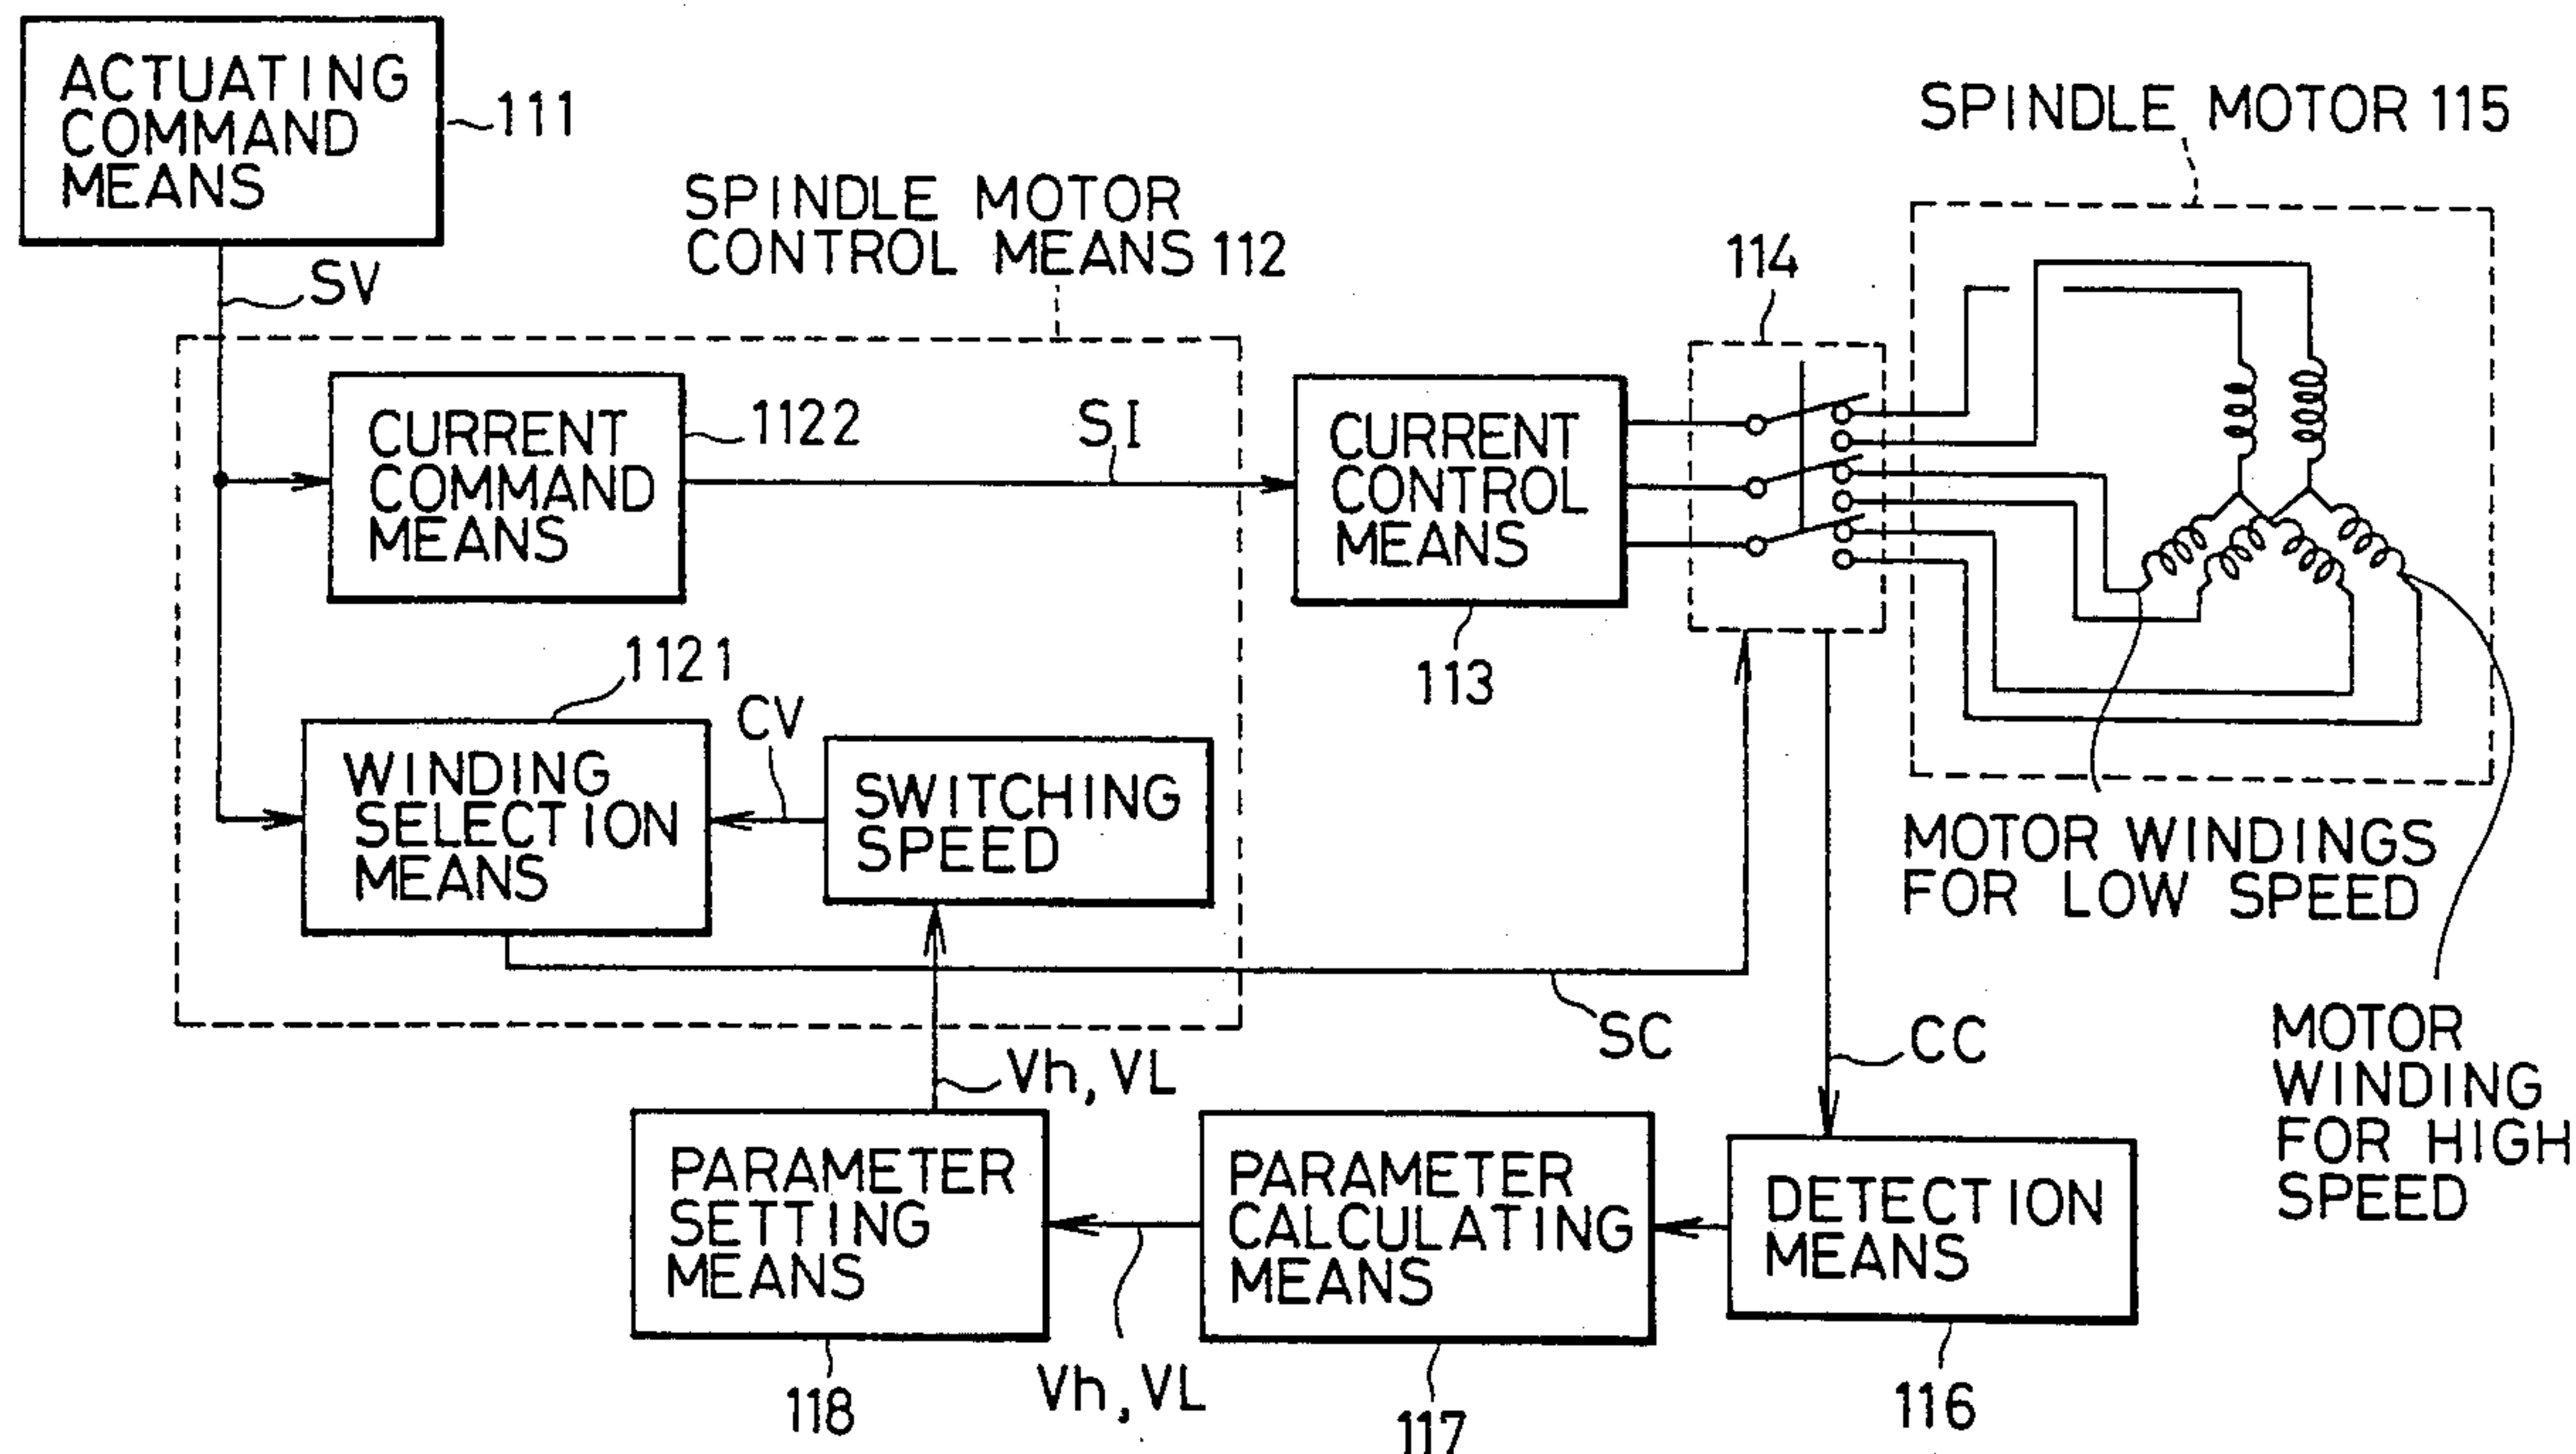 ACTUATING
COMMAND
MEANS
111
SV
SPINDLE MOTOR
CONTROL MEANS 112
SPINDLE MOTOR 115
114
CURRENT
COMMAND
MEANS
1122
SI
CURRENT
CONTROL
MEANS
113
1121
WINDING
SELECTION
MEANS
CV
SWITCHING
SPEED
MOTOR WINDINGS
FOR LOW SPEED
MOTOR
WINDING
FOR HIGH
SPEED
SC
CC
Vh, VL
PARAMETER
SETTING
MEANS
118
Vh, VL
PARAMETER
CALCULATING
MEANS
117
DETECTION
MEANS
116